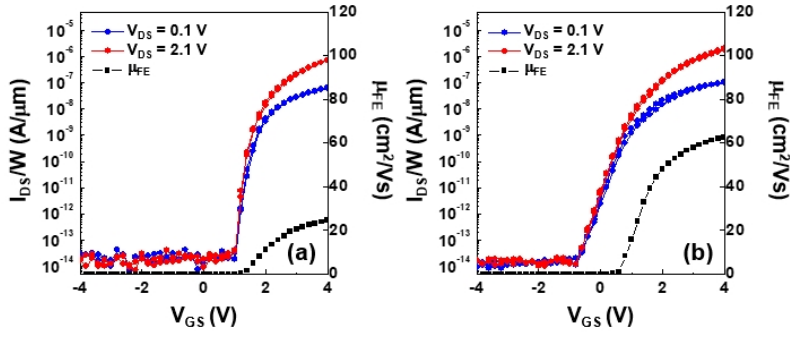 10⁻⁵
10⁻⁶
10⁻⁷
10⁻⁸
10⁻⁹
10⁻¹⁰
10⁻¹¹
10⁻¹²
10⁻¹³
10⁻¹⁴
I_DS/W (A/μm)
V_DS = 0.1 V
V_DS = 2.1 V
μ_FE
120
100
80
60
40
20
0
μ_FE (cm²/Vs)
(a)
-4 -2 0 2 4
V_GS (V)
10⁻⁵
10⁻⁶
10⁻⁷
10⁻⁸
10⁻⁹
10⁻¹⁰
10⁻¹¹
10⁻¹²
10⁻¹³
10⁻¹⁴
I_DS/W (A/μm)
V_DS = 0.1 V
V_DS = 2.1 V
μ_FE
120
100
80
60
40
20
0
μ_FE (cm²/Vs)
(b)
-4 -2 0 2 4
V_GS (V)